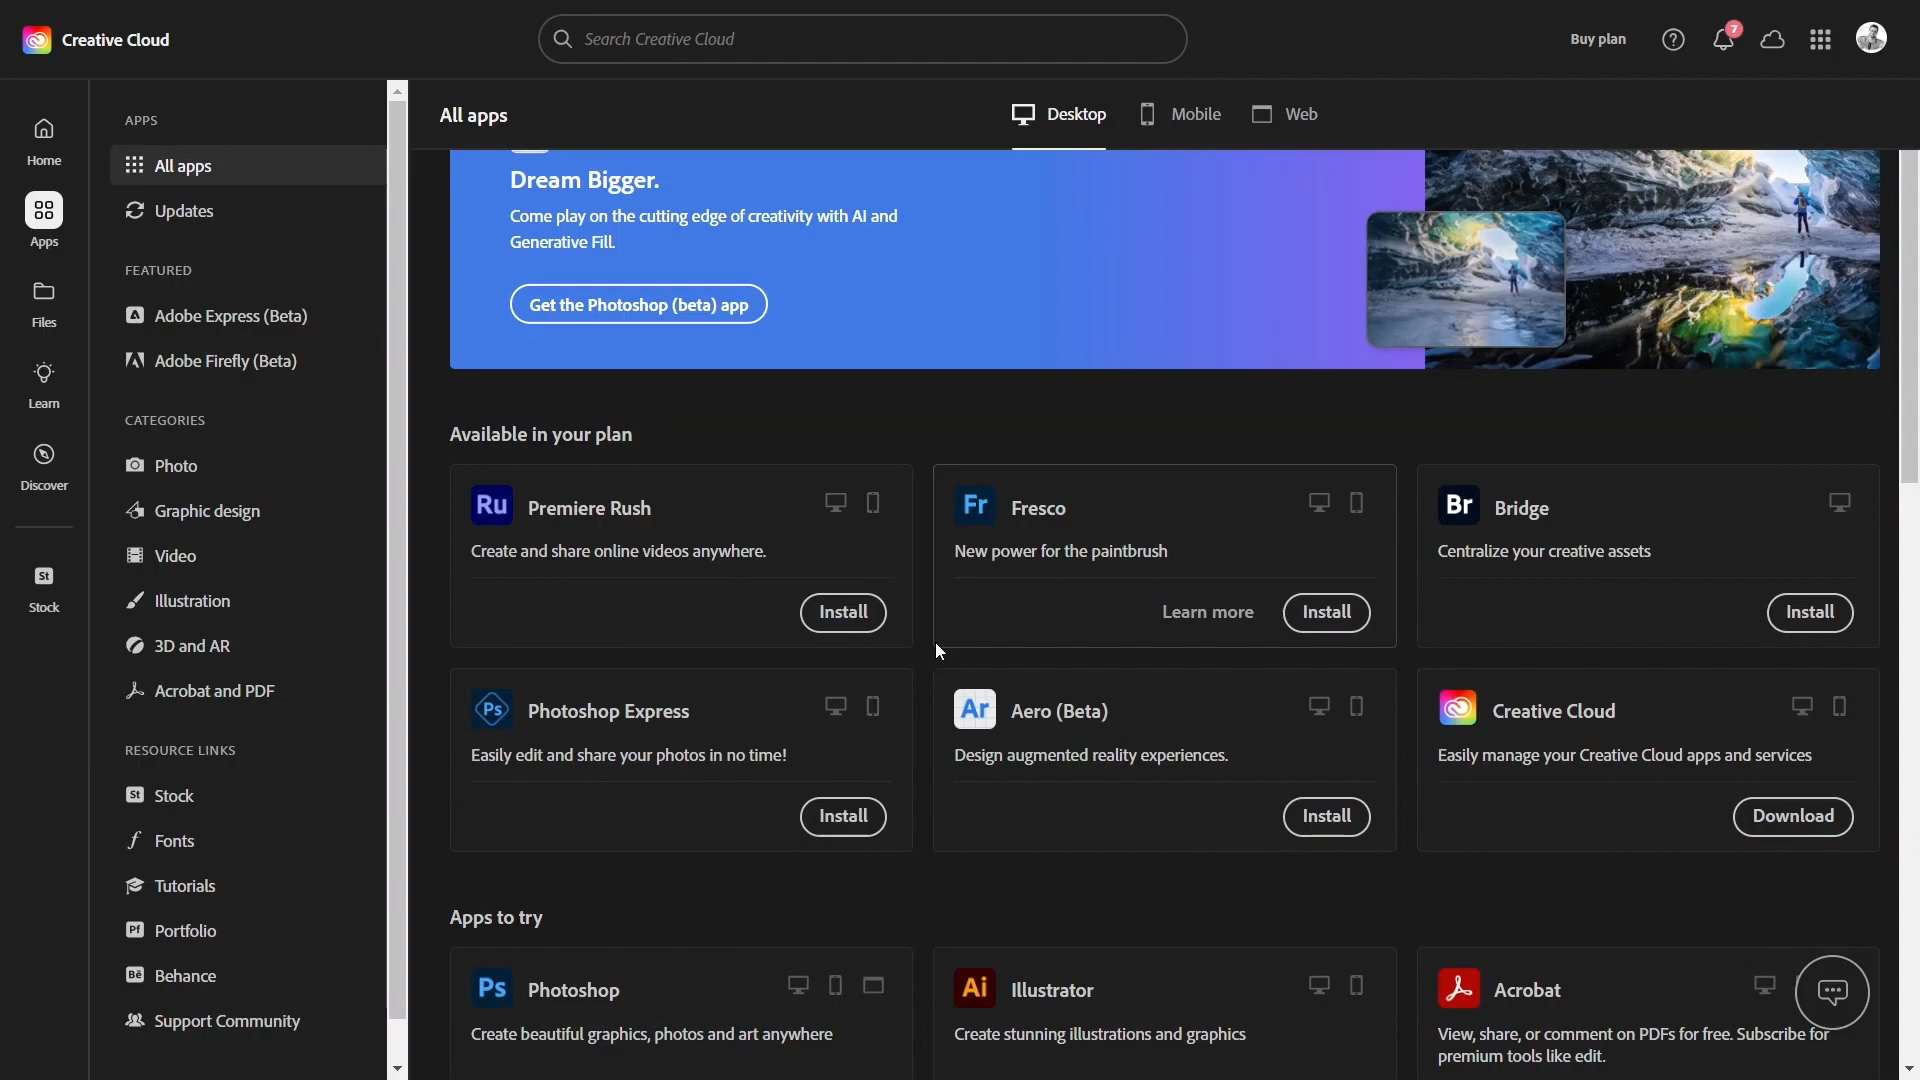 Creative Cloud
Search Creative Cloud
Buy plan
7
Home
Apps
Files
Learn
Discover
St
Stock
APPS
All apps
Updates
FEATURED
Adobe Express (Beta)
Adobe Firefly (Beta)
CATEGORIES
Photo
Graphic design
Video
Illustration
3D and AR
Acrobat and PDF
RESOURCE LINKS
St Stock
Fonts
Tutorials
Pf Portfolio
Bē Behance
Support Community
All apps
Desktop
Mobile
Web
Dream Bigger.
Come play on the cutting edge of creativity with AI and
Generative Fill.
Get the Photoshop (beta) app
Available in your plan
Ru Premiere Rush
Create and share online videos anywhere.
Install
Fr Fresco
New power for the paintbrush
Learn more
Install
Br Bridge
Centralize your creative assets
Install
Ps Photoshop Express
Easily edit and share your photos in no time!
Install
Ar Aero (Beta)
Design augmented reality experiences.
Install
Creative Cloud
Easily manage your Creative Cloud apps and services
Download
Apps to try
Ps Photoshop
Create beautiful graphics, photos and art anywhere
Ai Illustrator
Create stunning illustrations and graphics
Acrobat
View, share, or comment on PDFs for free. Subscribe for
premium tools like edit.